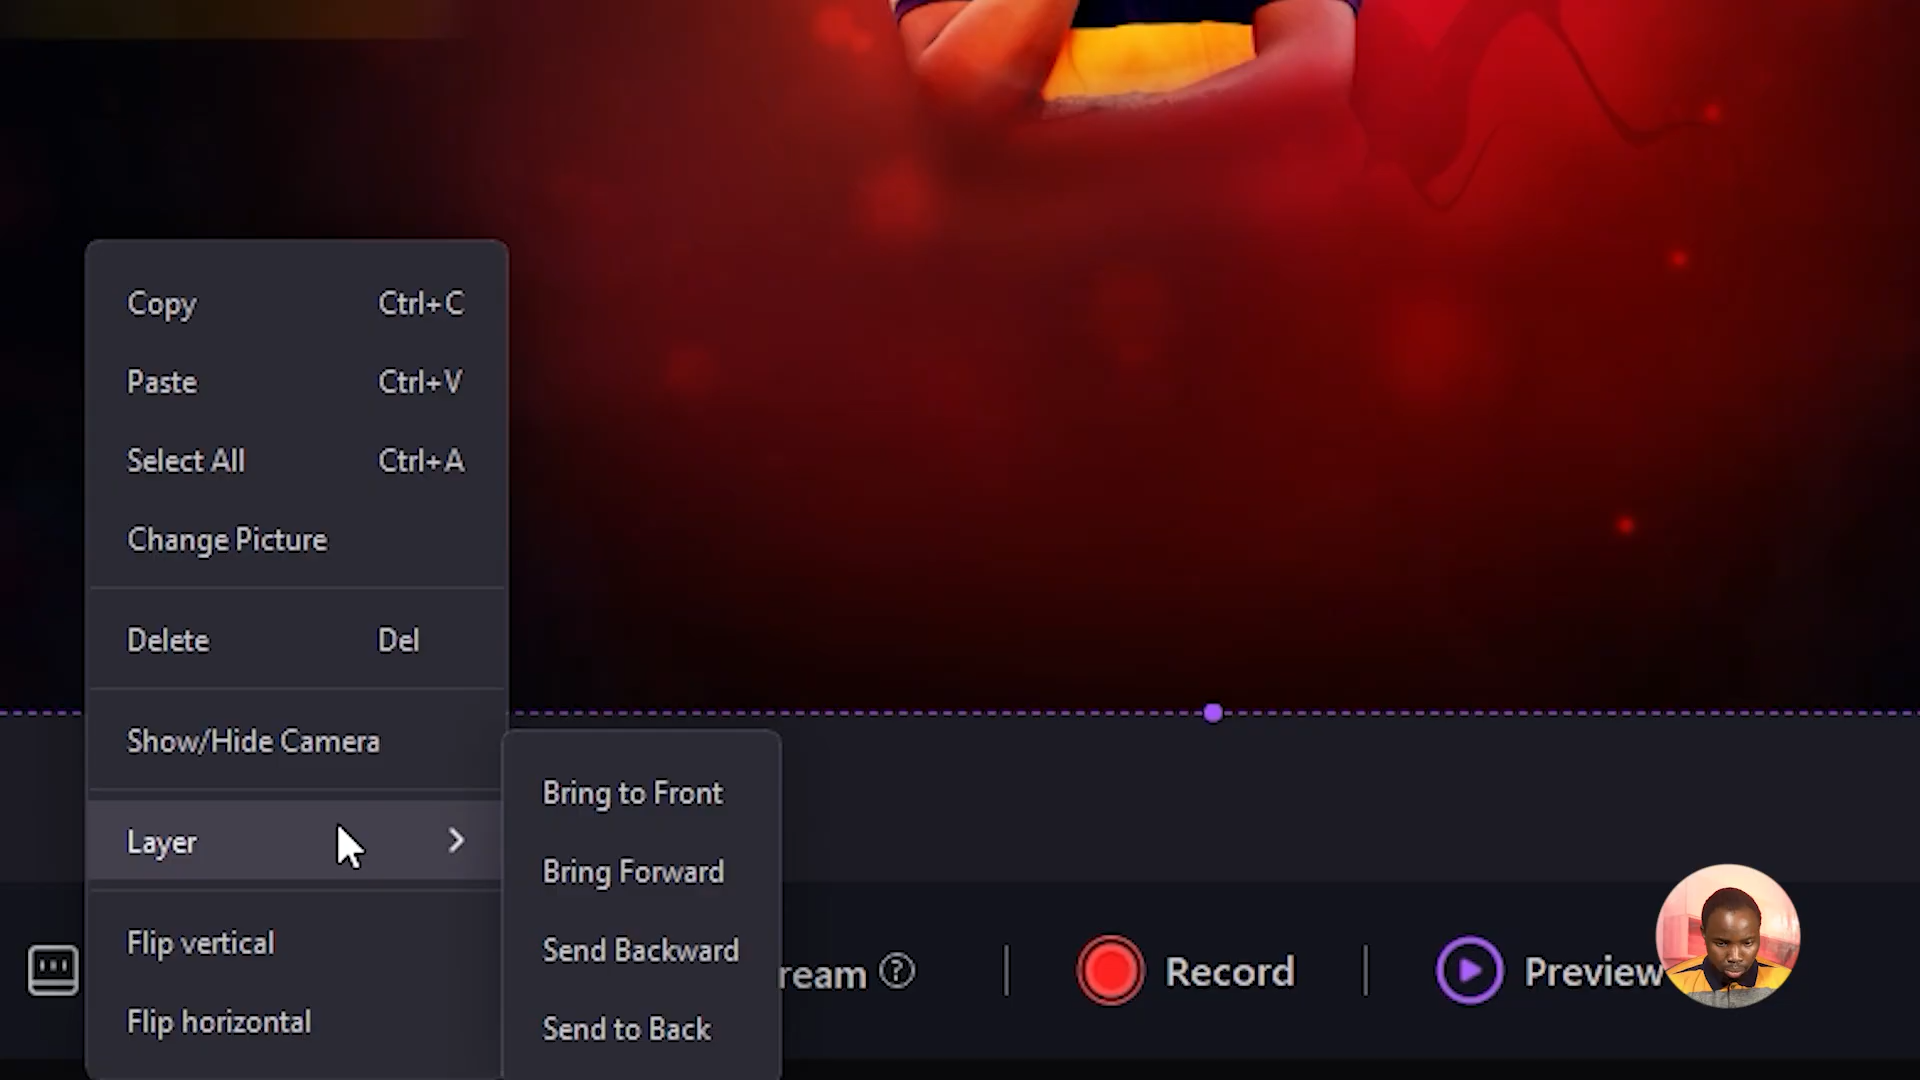 Copy Ctrl+C
Paste Ctrl+V
Select All Ctrl+A
Change Picture
Delete Del
Show/Hide Camera
Layer
Bring to Front
Bring Forward
Send Backward
Send to Back
Flip vertical
Flip horizontal
ream ?
Record
Preview